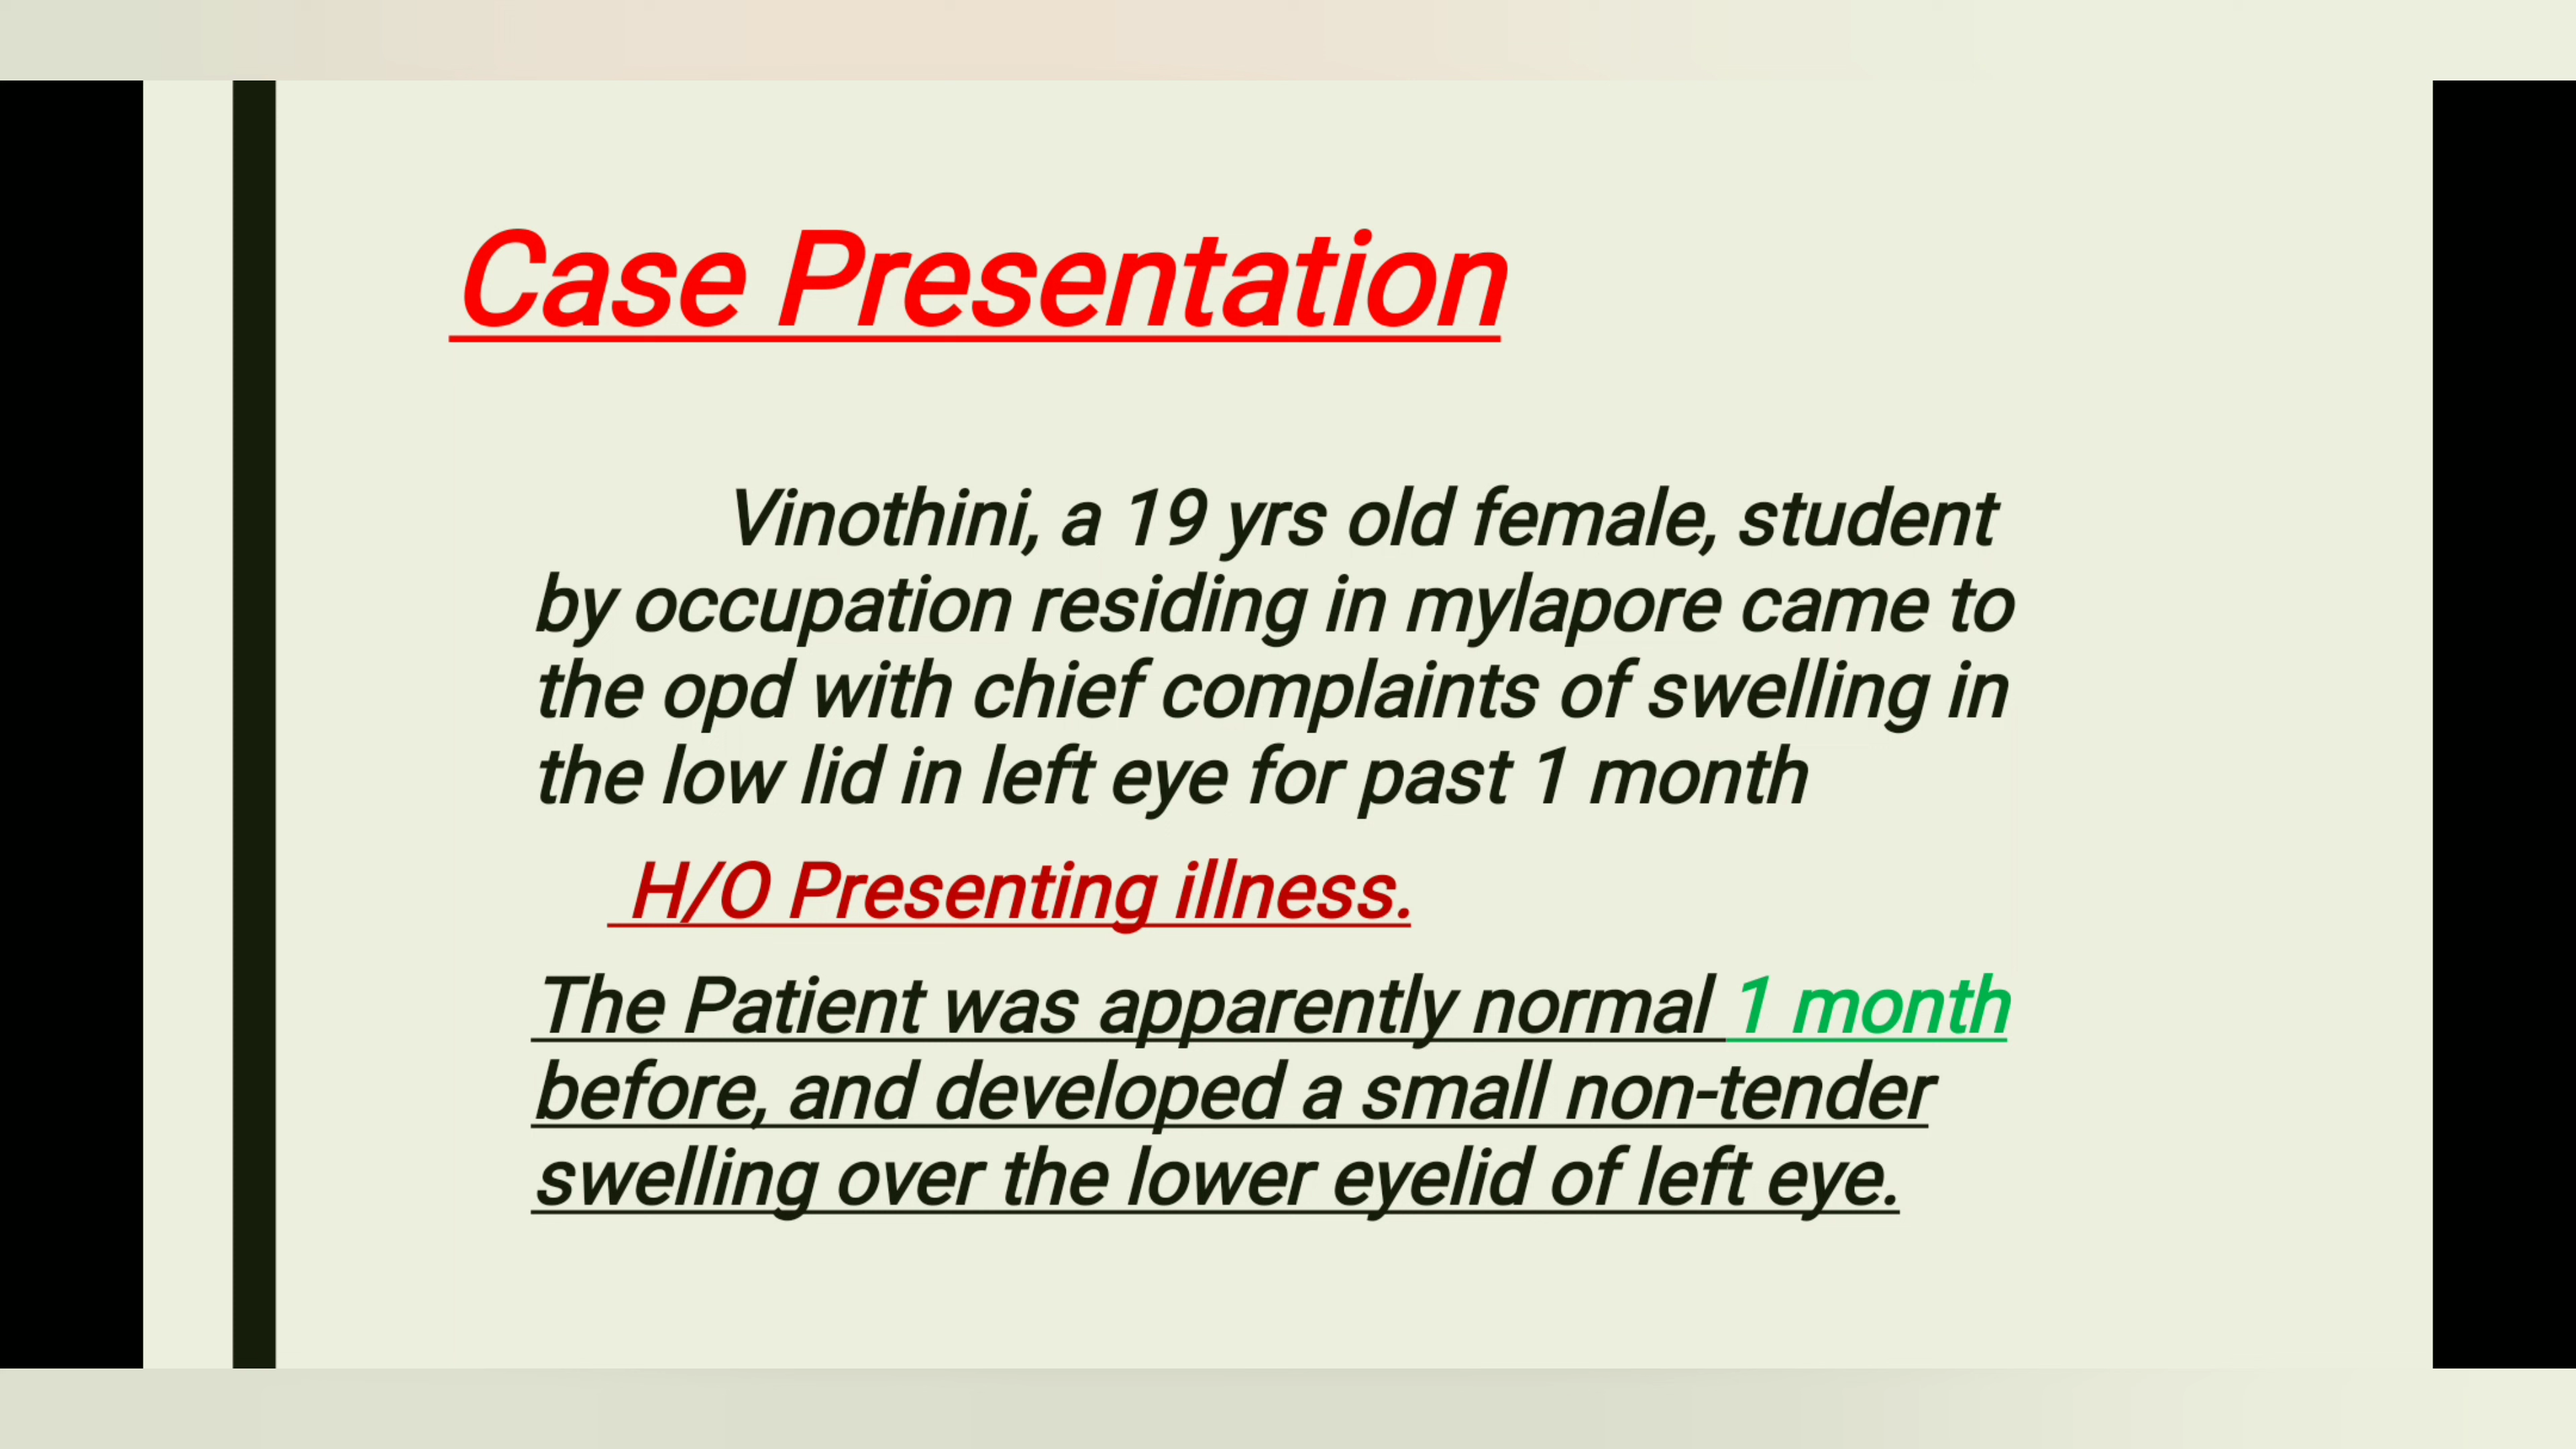 Case Presentation
Vinothini, a 19 yrs old female, student
by occupation residing in mylapore came to
the opd with chief complaints of swelling in
the low lid in left eye for past 1 month
H/O Presenting illness.
The Patient was apparently normal 1 month
before, and developed a small non-tender
swelling over the lower eyelid of left eye.